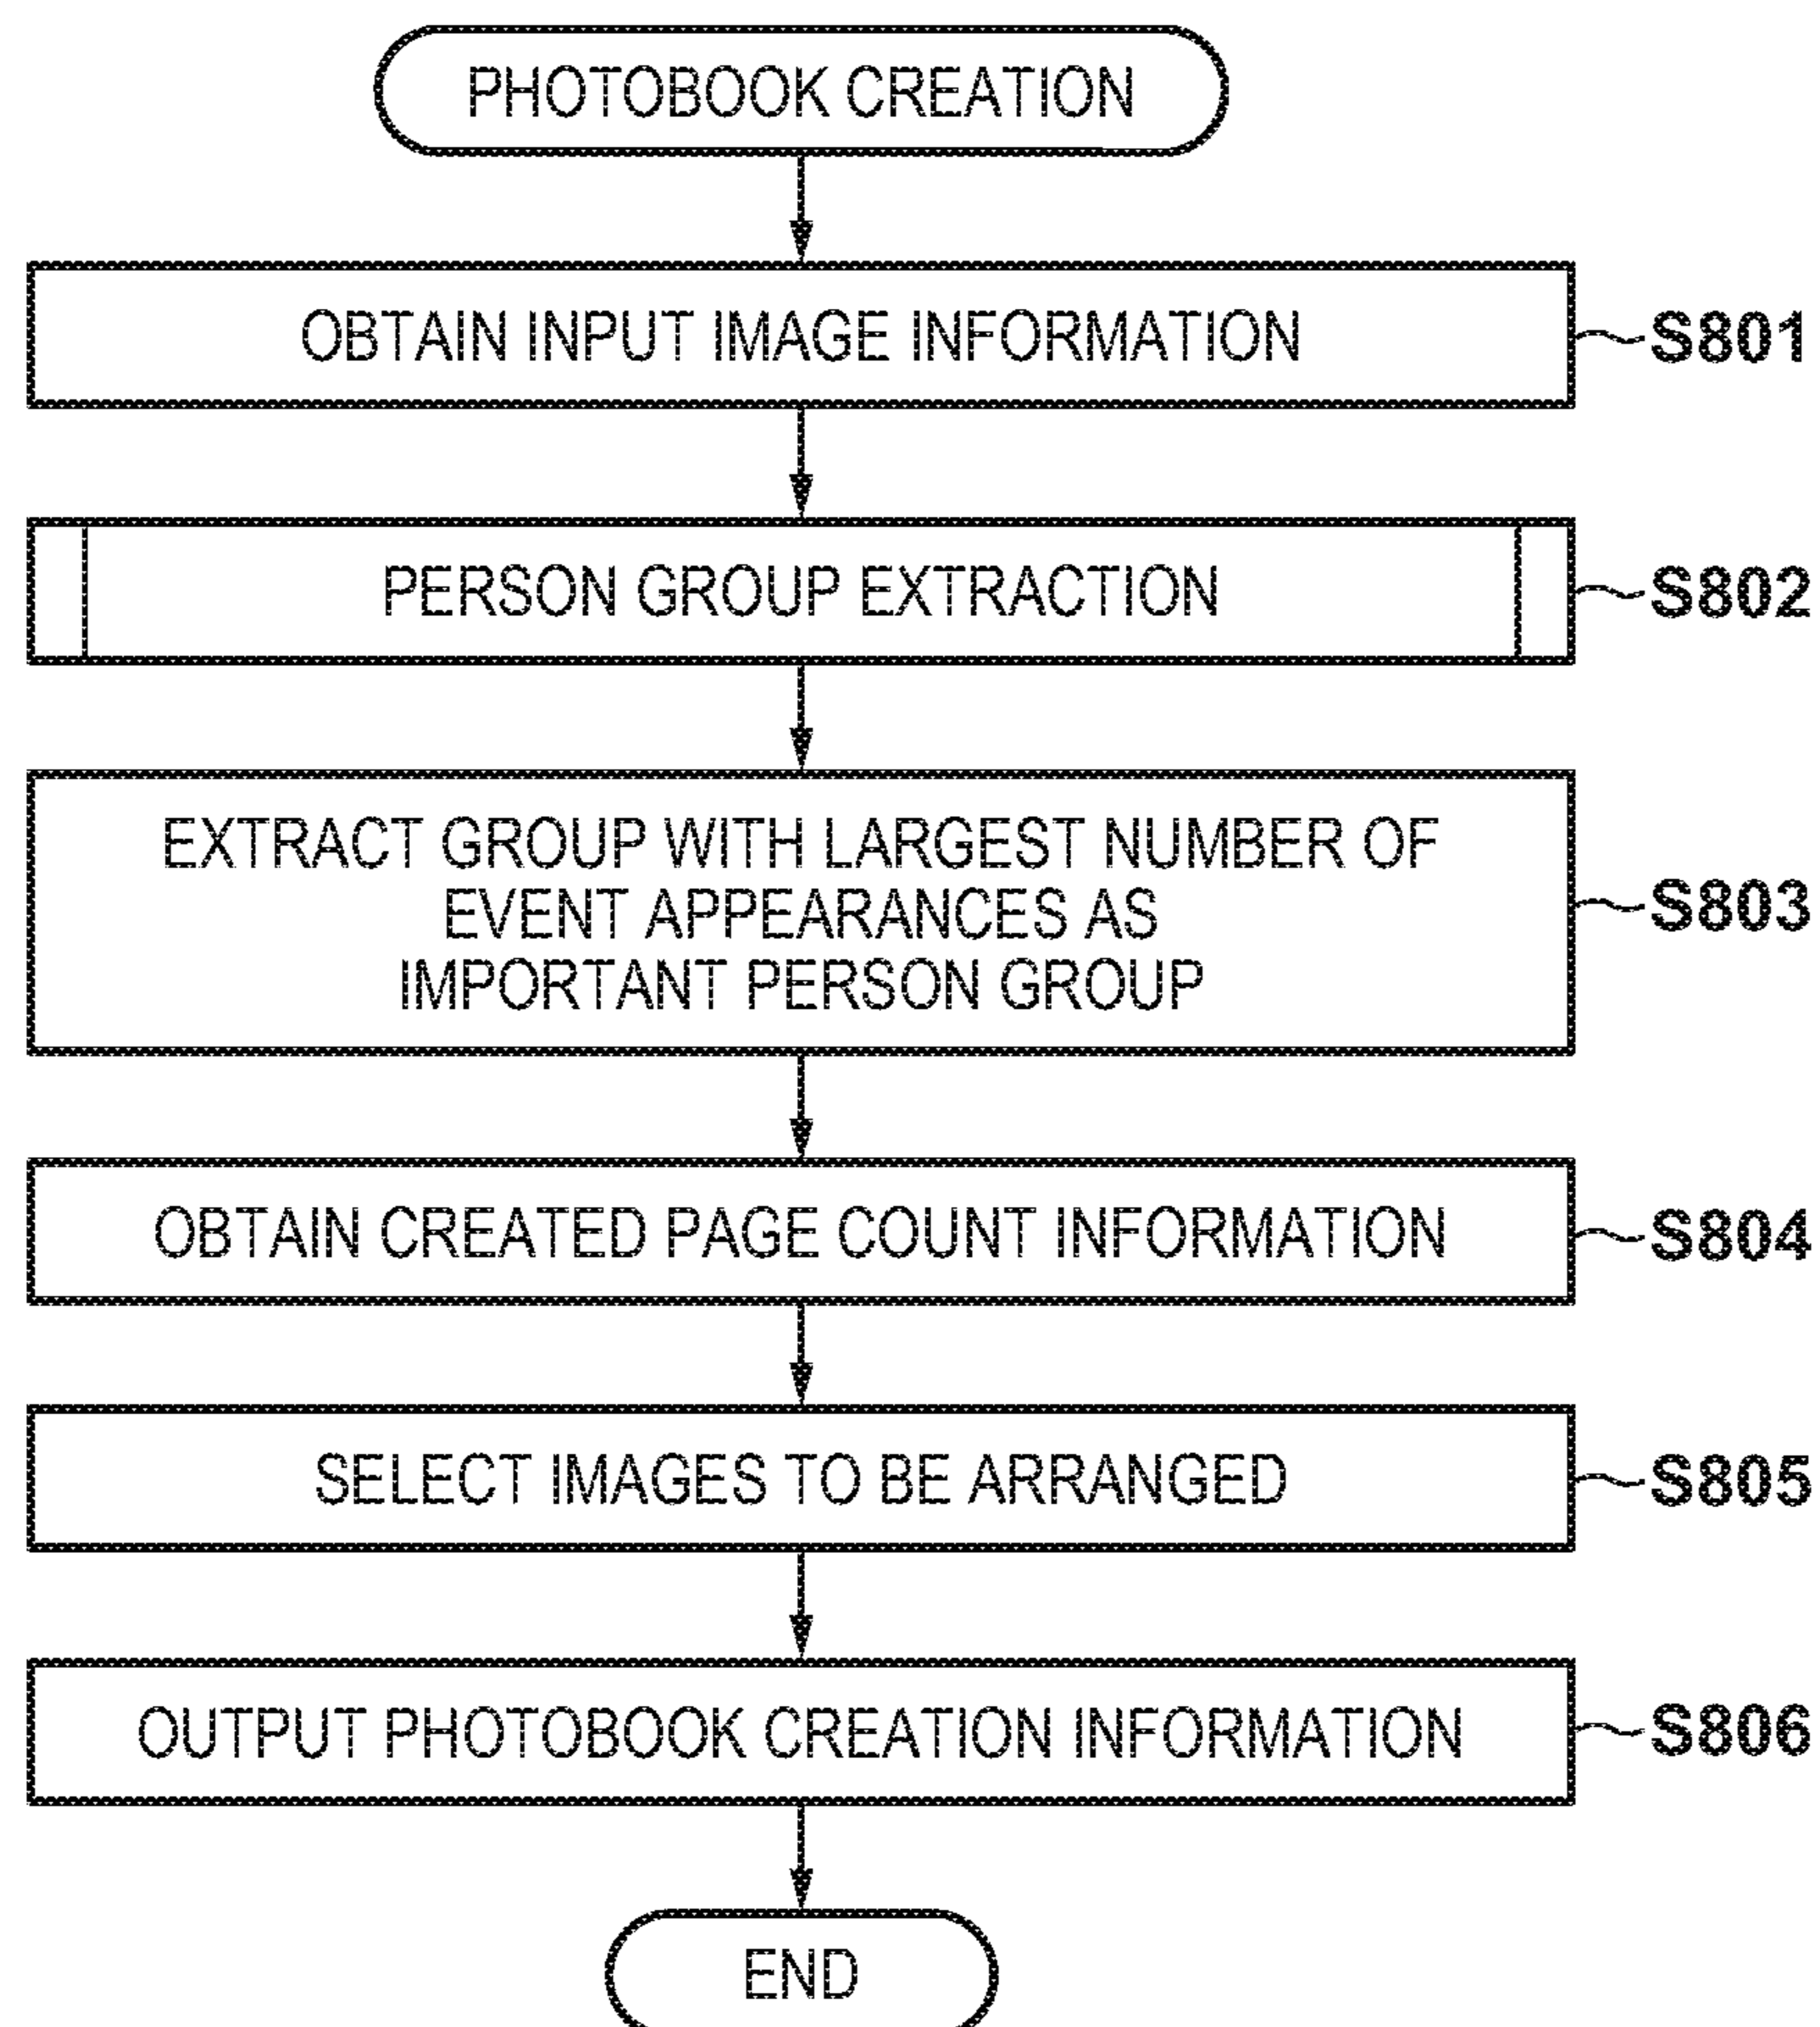 PHOTOBOOK CREATION
OBTAIN INPUT IMAGE INFORMATION
S801
PERSON GROUP EXTRACTION
S802
EXTRACT GROUP WITH LARGEST NUMBER OF
EVENT APPEARANCES AS
IMPORTANT PERSON GROUP
S803
OBTAIN CREATED PAGE COUNT INFORMATION
S804
SELECT IMAGES TO BE ARRANGED
S805
OUTPUT PHOTOBOOK CREATION INFORMATION
S806
END